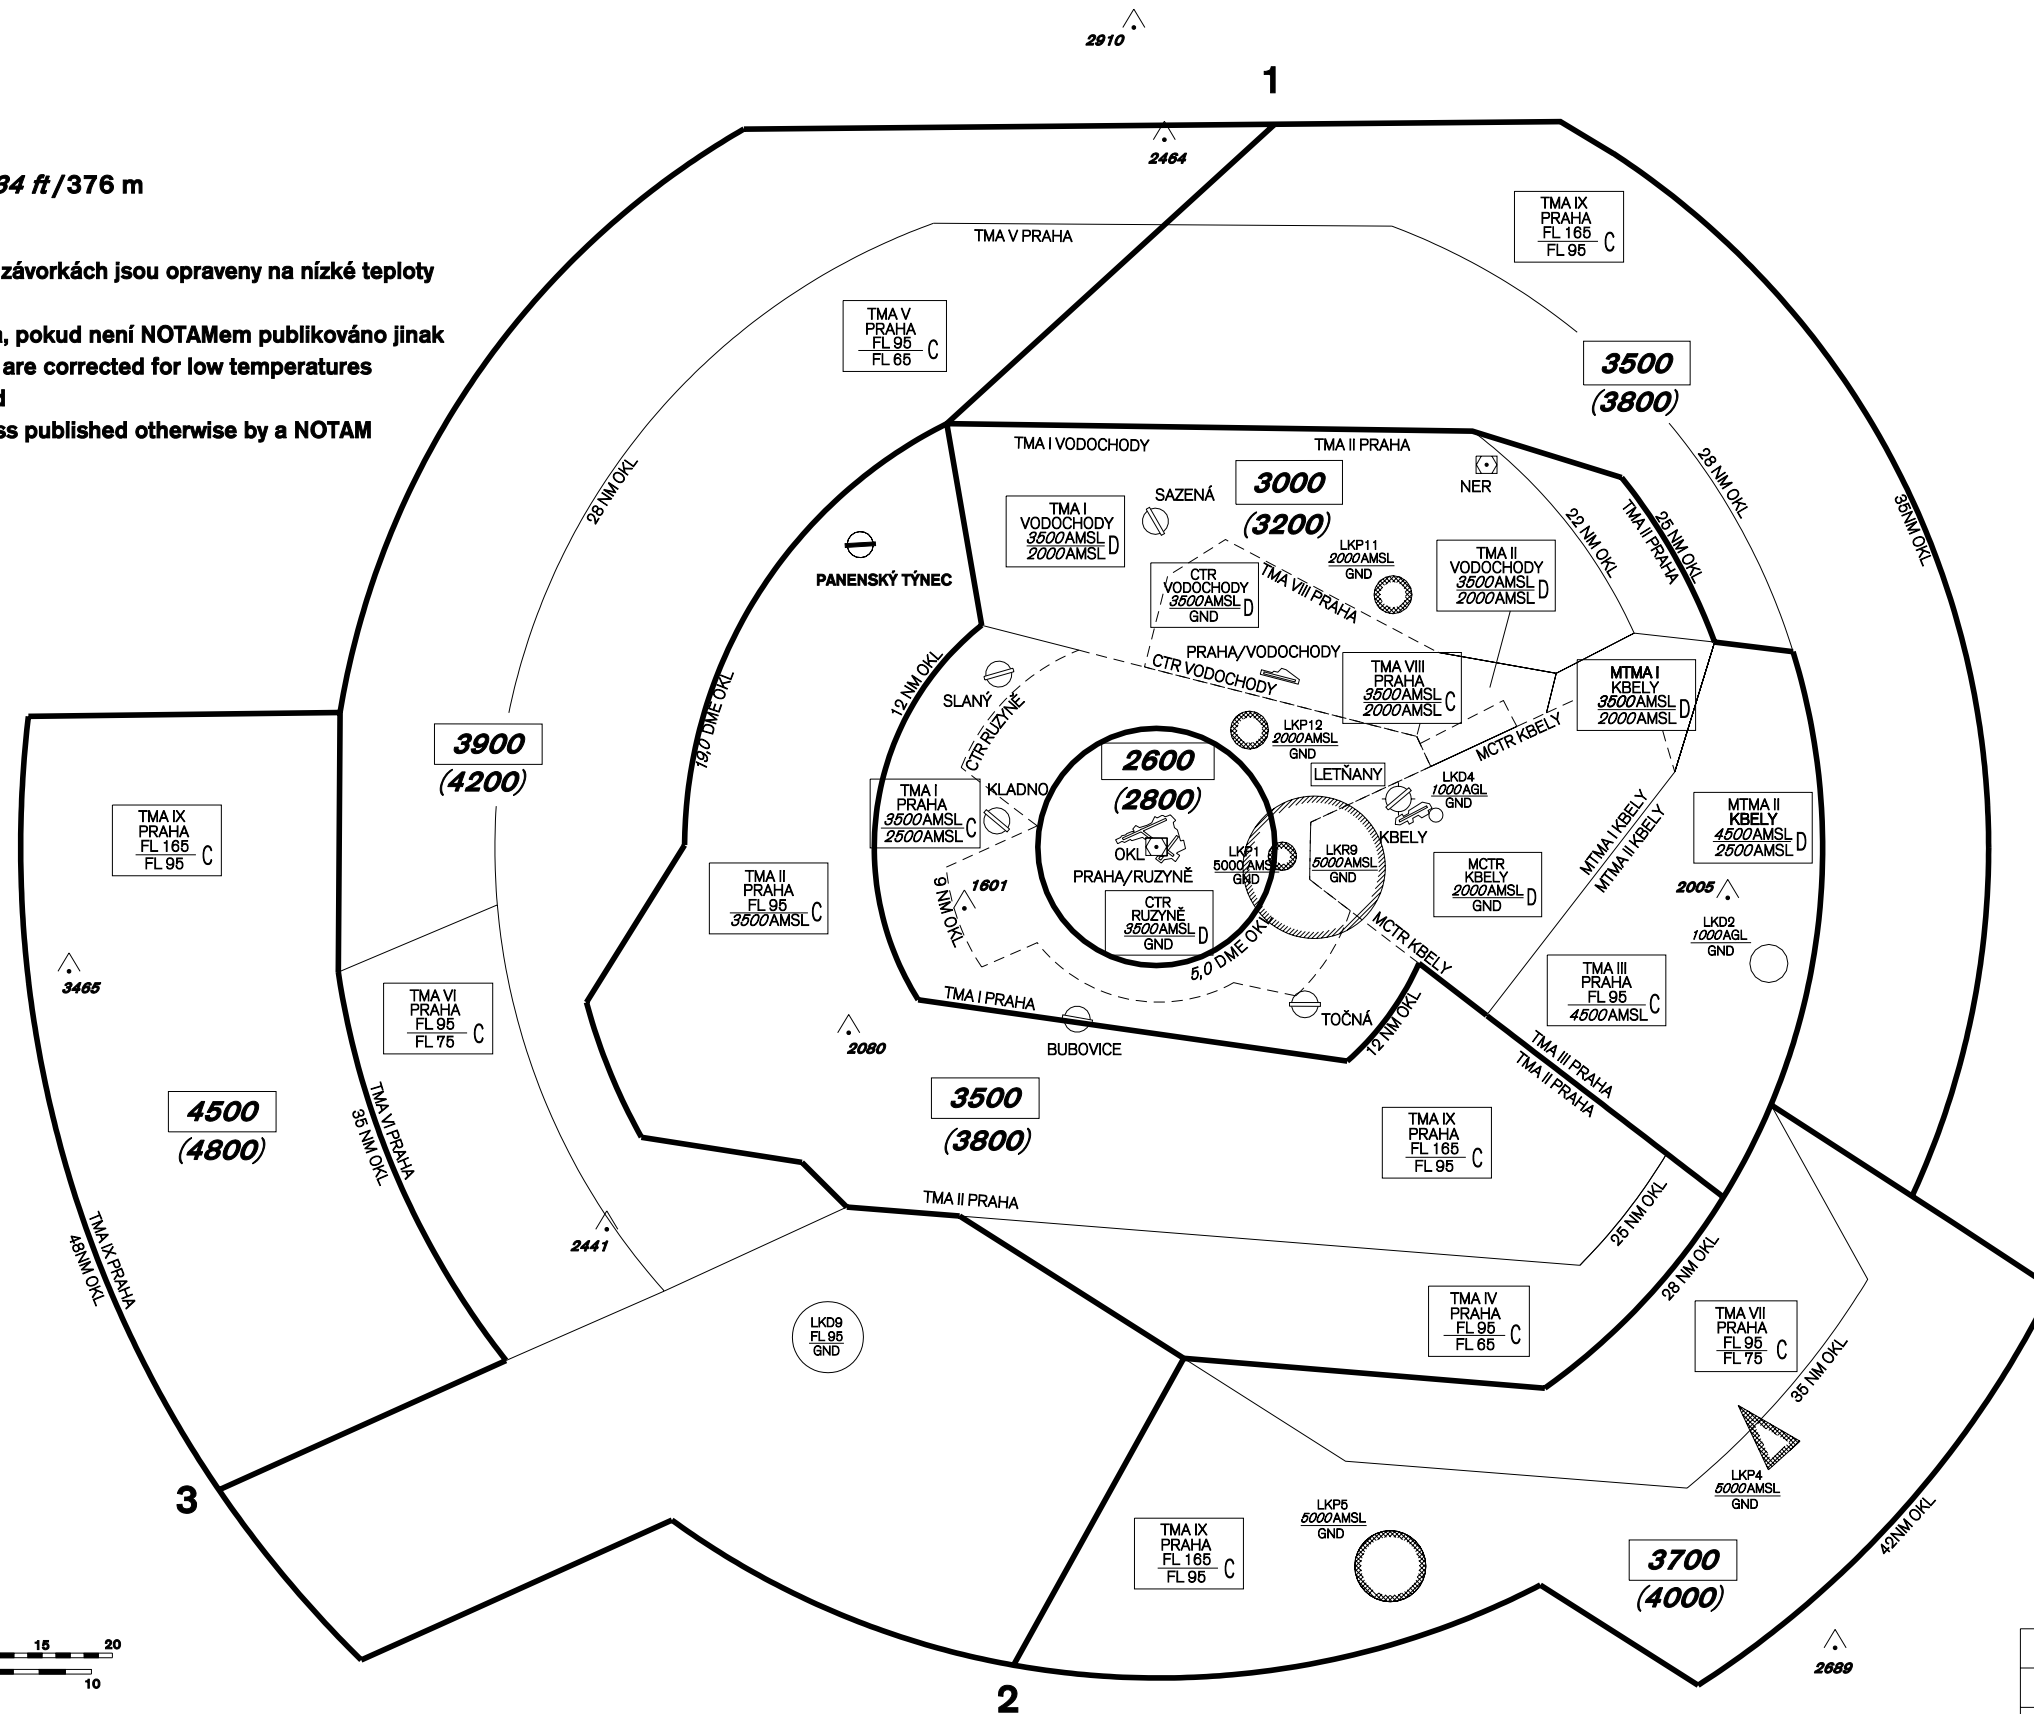 2910
1
2464
34 ft/376 m
závorkách jsou opraveny na nízké teploty
pokud není NOTAMem publikováno jinak
are corrected for low temperatures
published otherwise by a NOTAM
TMA IX
PRAHA
FL 165
FL 95
C
TMA V PRAHA
TMA V
PRAHA
FL 95
FL 65
C
3500
(3800)
28 NM OKL
28 NM OKL
35NM OKL
TMA I VODOCHODY
TMA II PRAHA
3000
(3200)
NER
SAZENÁ
TMA I
VODOCHODY
3500AMSL
2000AMSL
D
22 NM OKL
25 NM OKL
TMA II PRAHA
PANENSKÝ TÝNEC
LKP11
2000AMSL
GND
TMA II
VODOCHODY
3500AMSL
2000AMSL
D
CTR
VODOCHODY
3500AMSL
GND
D
TMA VIII PRAHA
PRAHA/VODOCHODY
CTR VODOCHODY
TMA VIII
PRAHA
3500AMSL
2000AMSL
C
MTMA I
KBELY
3500AMSL
2000AMSL
D
12 NM OKL
SLANÝ
CTR RUZYNĚ
19,0 DME OKL
LKP12
2000AMSL
GND
MCTR KBELY
3900
(4200)
2600
(2800)
LETŇANY
LKD4
1000AGL
GND
KBELY
TMA I
PRAHA
3500AMSL
2500AMSL
C
KLADNO
TMA IX
PRAHA
FL 165
FL 95
C
MTMA II
KBELY
4500AMSL
2500AMSL
D
MTMA I KBELY
MTMA II KBELY
OKL
PRAHA/RUZYNĚ
LKP1
5000AMSL
GND
LKR9
5000AMSL
GND
MCTR
KBELY
2000AMSL
GND
D
TMA II
PRAHA
FL 95
3500AMSL
C
9 NM OKL
1601
2005
CTR
RUZYNĚ
3500AMSL
GND
D
5,0 DME OKL
MCTR KBELY
LKD2
1000AGL
GND
3465
TMA VI
PRAHA
FL 95
FL 75
C
TMA I PRAHA
TMA III
PRAHA
FL 95
4500AMSL
C
2080
BUBOVICE
TOČNÁ
12 NM OKL
TMA III PRAHA
TMA II PRAHA
4500
(4800)
TMA VI PRAHA
35 NM OKL
3500
(3800)
TMA IX
PRAHA
FL 165
FL 95
C
TMA II PRAHA
25 NM OKL
28 NM OKL
TMA IX PRAHA
48NM OKL
2441
LKD9
FL 95
GND
TMA IV
PRAHA
FL 95
FL 65
C
TMA VII
PRAHA
FL 95
FL 75
C
35 NM OKL
3
LKP4
5000AMSL
GND
LKP5
5000AMSL
GND
TMA IX
PRAHA
FL 165
FL 95
C
42NM OKL
3700
(4000)
15 20
10
2689
2